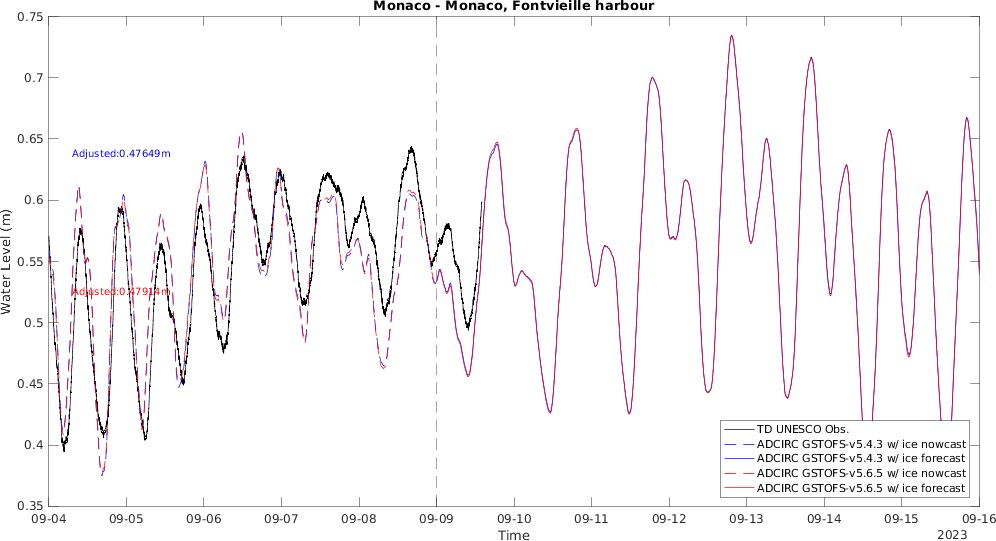 Monaco - Monaco, Fontvieille harbour
0.75
0.7
0.65
0.6
0.55
0.5
0.45
0.4
0.35
Water Level (m)
Adjusted:0.47649m
Adjusted:0.47914m
TD UNESCO Obs.
ADCIRC GSTOFS-v5.4.3 w/ ice nowcast
ADCIRC GSTOFS-v5.4.3 w/ ice forecast
ADCIRC GSTOFS-v5.6.5 w/ ice nowcast
ADCIRC GSTOFS-v5.6.5 w/ ice forecast
09-04 09-05 09-06 09-07 09-08 09-09 09-10 09-11 09-12 09-13 09-14 09-15 09-16
Time
2023